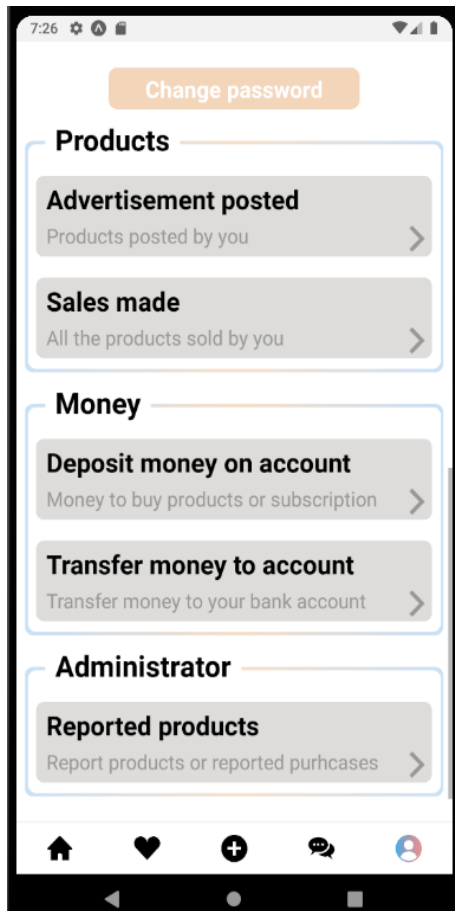 7:26
Change password
Products
Advertisement posted
Products posted by you
Sales made
All the products sold by you
Money
Deposit money on account
Money to buy products or subscription
Transfer money to account
Transfer money to your bank account
Administrator
Reported products
Report products or reported purhcases